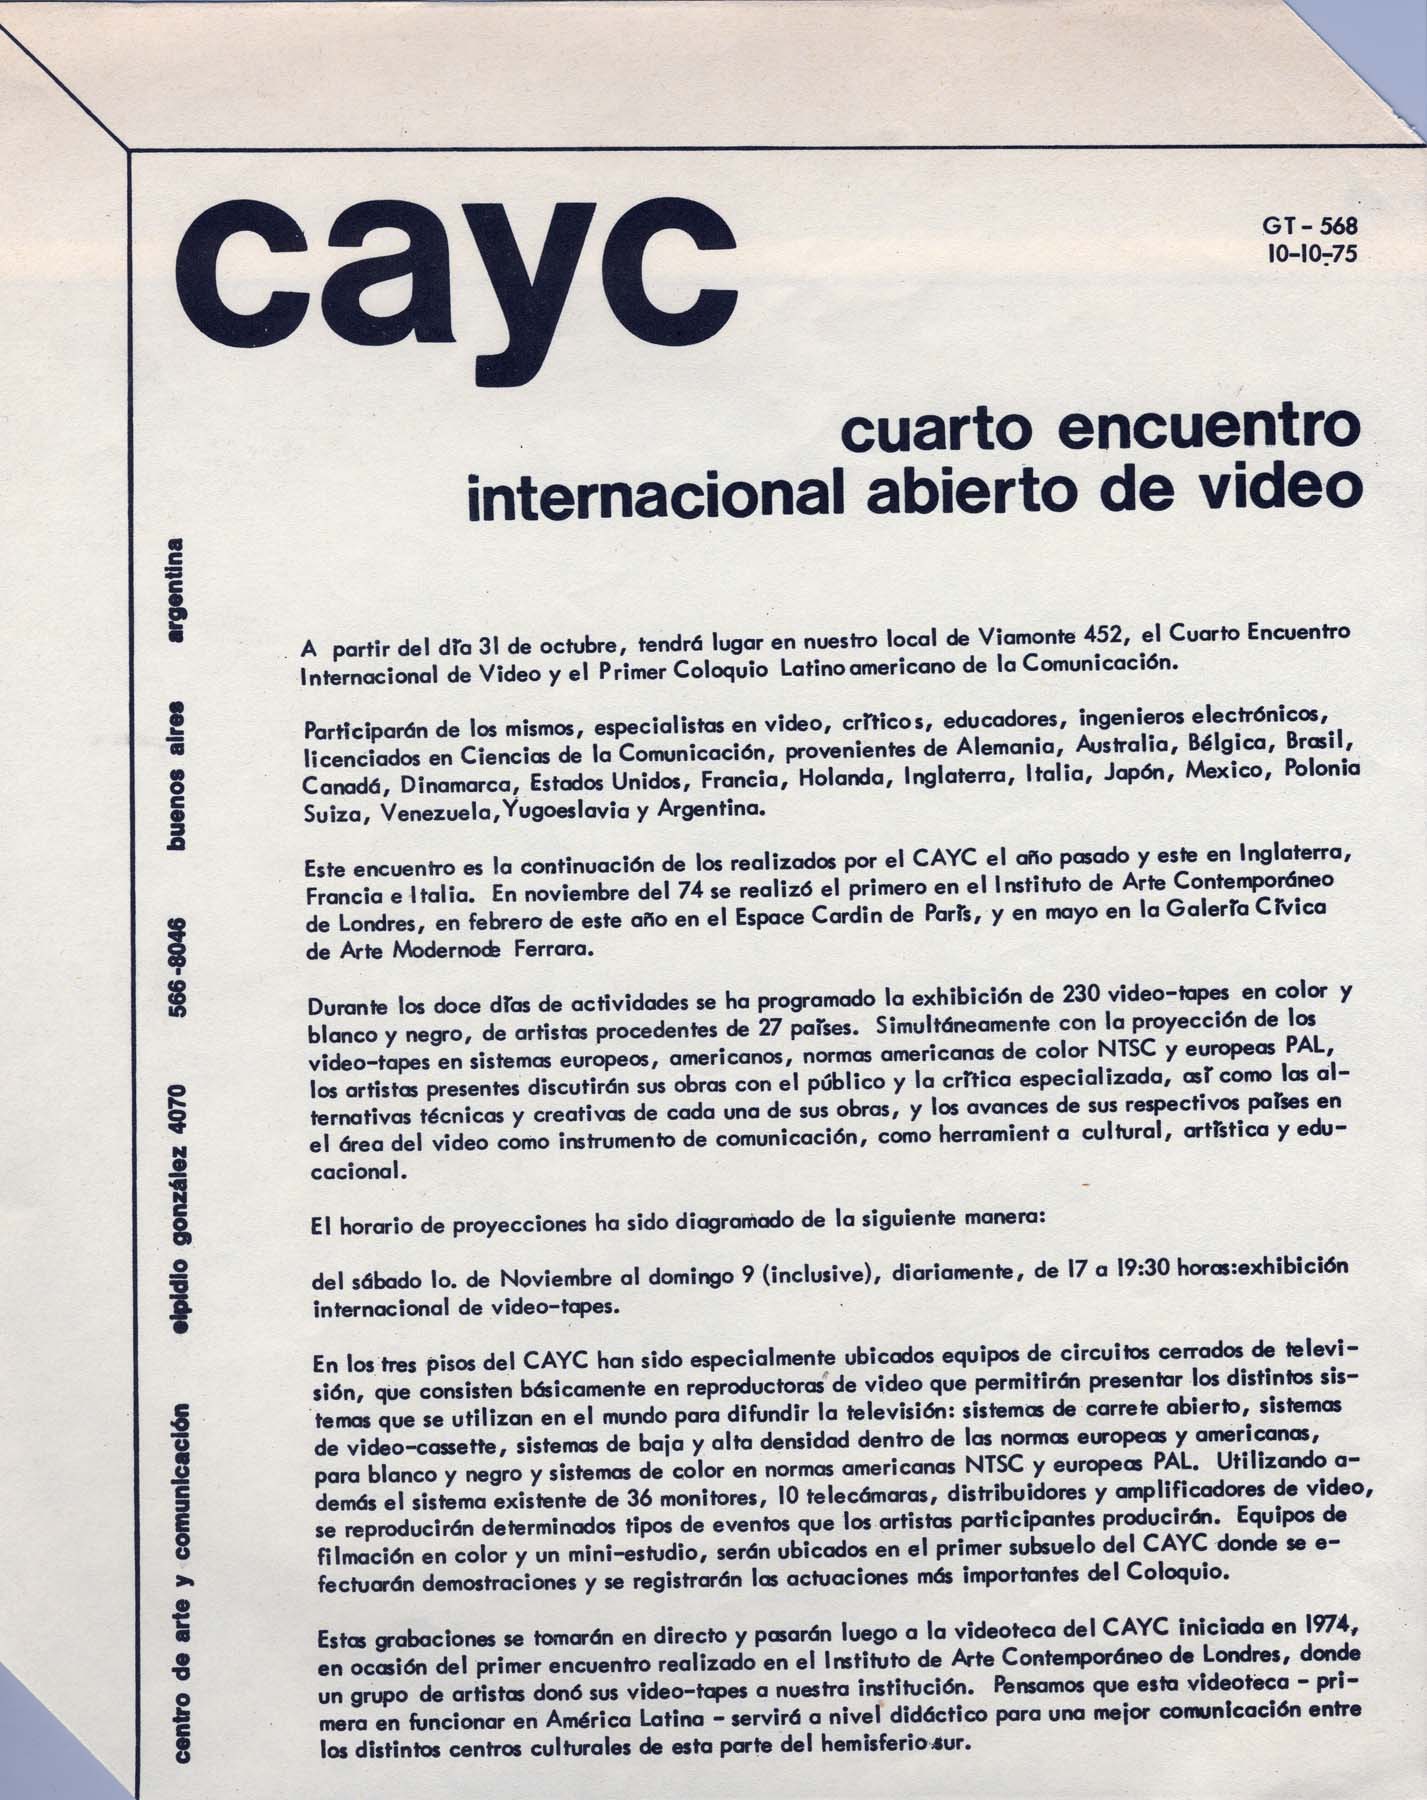 cayc
GT - 568
10-10-75
cuarto encuentro
internacional abierto de video
A partir del día 31 de octubre, tendrá lugar en nuestro local de Viamonte 452, el Cuarto Encuentro
Internacional de Video y el Primer Coloquio Latinoamericano de la Comunicación.
Participarán de los mismos, especialistas en video, críticos, educadores, ingenieros electrónicos,
licenciados en Ciencias de la Comunicación, provenientes de Alemania, Australia, Bélgica, Brasil,
Canadá, Dinamarca, Estados Unidos, Francia, Holanda, Inglaterra, Italia, Japón, Mexico, Polonia
Suiza, Venezuela, Yugoeslavia y Argentina.
Este encuentro es la continuación de los realizados por el CAYC el año pasado y este en Inglaterra,
Francia e Italia. En noviembre del 74 se realizó el primero en el Instituto de Arte Contemporáneo
de Londres, en febrero de este año en el Espace Cardin de París, y en mayo en la Galería Cívica
de Arte Modernode Ferrara.
Durante los doce días de actividades se ha programado la exhibición de 230 video-tapes en color y
blanco y negro, de artistas procedentes de 27 países. Simultáneamente con la proyección de los
video-tapes en sistemas europeos, americanos, normas americanas de color NTSC y europeas PAL,
los artistas presentes discutirán sus obras con el público y la crítica especializada, así como las al-
ternativas técnicas y creativas de cada una de sus obras, y los avances de sus respectivos países en
el área del video como instrumento de comunicación, como herramient a cultural, artística y edu-
cacional.
El horario de proyecciones ha sido diagramado de la siguiente manera:
del sábado 1o. de Noviembre al domingo 9 (inclusive), diariamente, de 17 a 19:30 horas:exhibición
internacional de video-tapes.
En los tres pisos del CAYC han sido especialmente ubicados equipos de circuitos cerrados de televi-
sión, que consisten básicamente en reproductoras de video que permitirán presentar los distintos sis-
temas que se utilizan en el mundo para difundir la televisión: sistemas de carrete abierto, sistemas
de video-cassette, sistemas de baja y alta densidad dentro de las normas europeas y americanas,
para blanco y negro y sistemas de color en normas americanas NTSC y europeas PAL. Utilizando a-
demás el sistema existente de 36 monitores, 10 telecámaras, distribuidores y amplificadores de video,
se reproducirán determinados tipos de eventos que los artistas participantes producirán. Equipos de
filmación en color y un mini-estudio, serán ubicados en el primer subsuelo del CAYC donde se e-
fectuarán demostraciones y se registrarán las actuaciones más importantes del Coloquio.
Estas grabaciones se tomarán en directo y pasarán luego a la videoteca del CAYC iniciada en 1974,
en ocasión del primer encuentro realizado en el Instituto de Arte Contemporáneo de Londres, donde
un grupo de artistas donó sus video-tapes a nuestra institución. Pensamos que esta videoteca - pri-
mera en funcionar en América Latina - servirá a nivel didáctico para una mejor comunicación entre
los distintos centros culturales de esta parte del hemisferio sur.
centro de arte y comunicación elpidio gonzález 4070 566-8046 buenos aires argentina